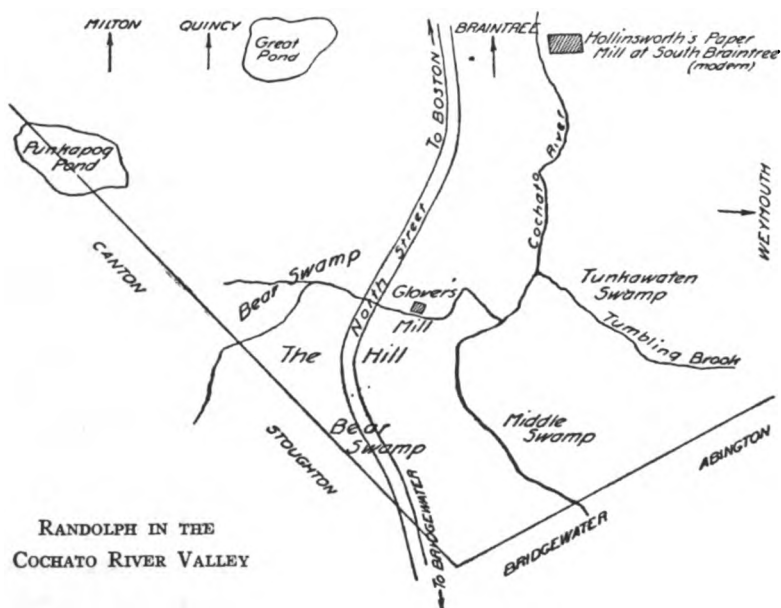 MILTON
QUINCY
Great
Pond
To BOSTON
BRAINTREE
Hollinsworth's Paper
Mill at South Braintree
(modern)
Punkapog
Pond
Cochato River
WEYMOUTH
CANTON
Bear Swamp
North Street
Glovers
Mill
Tunkawaten
Swamp
Tumbling Brook
The Hill
Bear
Swamp
Middle
Swamp
STOUGHTON
ABINGTON
BRIDGEWATER
To BRIDGEWATER
RANDOLPH IN THE
COCHATO RIVER VALLEY